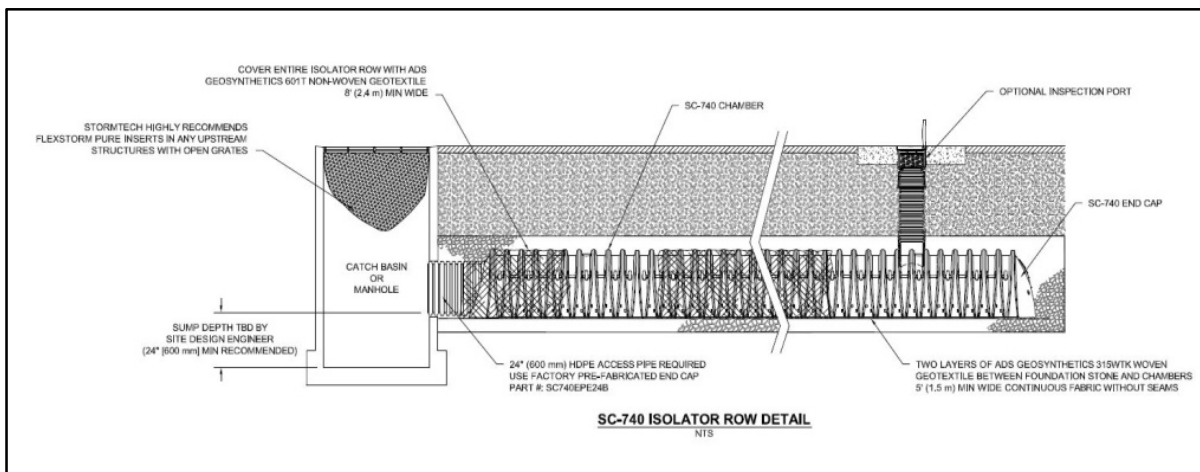 COVER ENTIRE ISOLATOR ROW WITH ADS
GEOSYNTHETICS 601T NON-WOVEN GEOTEXTILE
8' (2.4 m) MIN WIDE
SC-740 CHAMBER
OPTIONAL INSPECTION PORT
STORMTECH HIGHLY RECOMMENDS
FLEXSTORM PURE INSERTS IN ANY UPSTREAM
STRUCTURES WITH OPEN GRATES
SC-740 END CAP
CATCH BASIN
OR
MANHOLE
SUMP DEPTH TBD BY
SITE DESIGN ENGINEER
(24" [600 mm] MIN RECOMMENDED)
24" (600 mm) HDPE ACCESS PIPE REQUIRED
USE FACTORY PRE-FABRICATED END CAP
PART #: SC740EPE24B
TWO LAYERS OF ADS GEOSYNTHETICS 315WTK WOVEN
GEOTEXTILE BETWEEN FOUNDATION STONE AND CHAMBERS
5' (1.5 m) MIN WIDE CONTINUOUS FABRIC WITHOUT SEAMS
SC-740 ISOLATOR ROW DETAIL
NTS